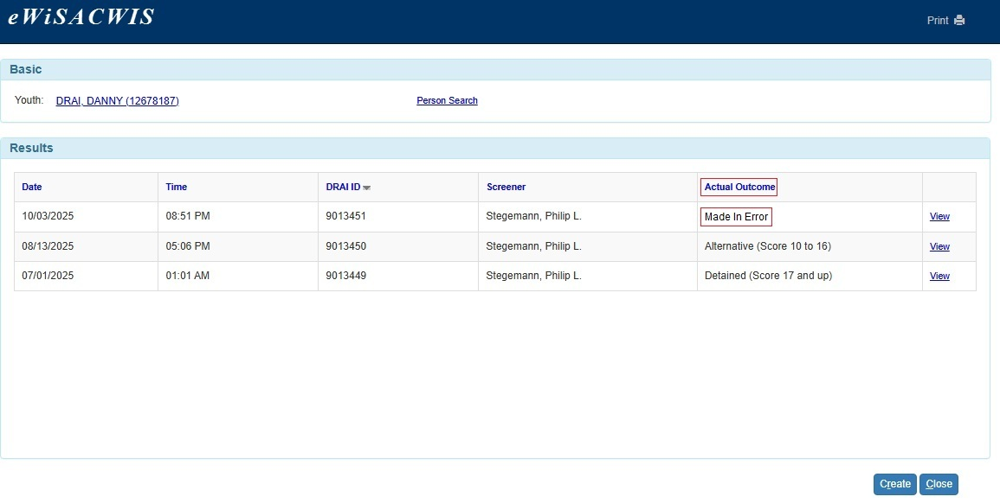 eWiSACWIS
Print
Basic
Youth: DRAI, DANNY (12678187) Person Search
Results
Date Time DRAI ID Screener Actual Outcome
10/03/2025 08:51 PM 9013451 Stegemann, Philip L. Made In Error View
08/13/2025 05:06 PM 9013450 Stegemann, Philip L. Alternative (Score 10 to 16) View
07/01/2025 01:01 AM 9013449 Stegemann, Philip L. Detained (Score 17 and up) View
Create Close